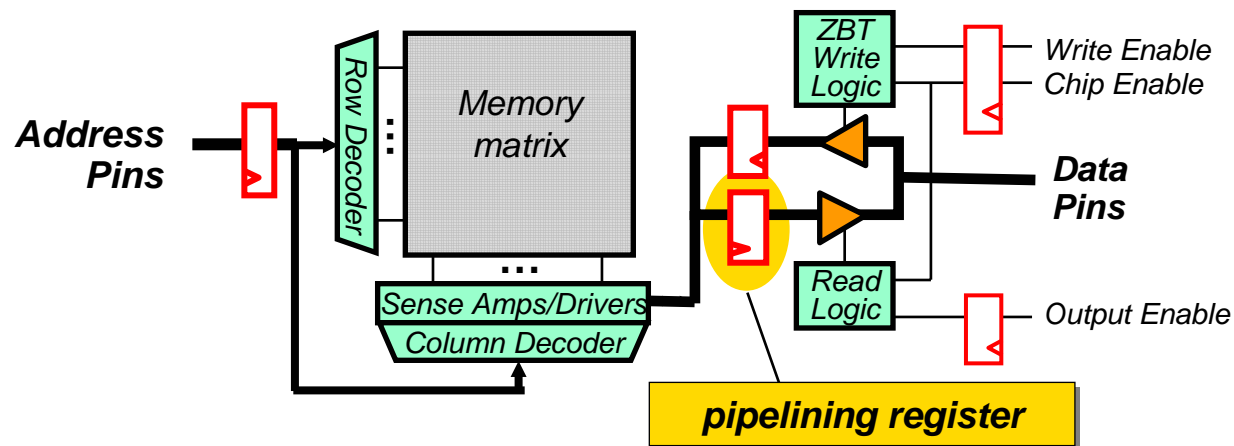 Address
Pins
Row Decoder
...
Memory
matrix
...
Sense Amps/Drivers
Column Decoder
ZBT
Write
Logic
Write Enable
Chip Enable
Data
Pins
Read
Logic
Output Enable
pipelining register